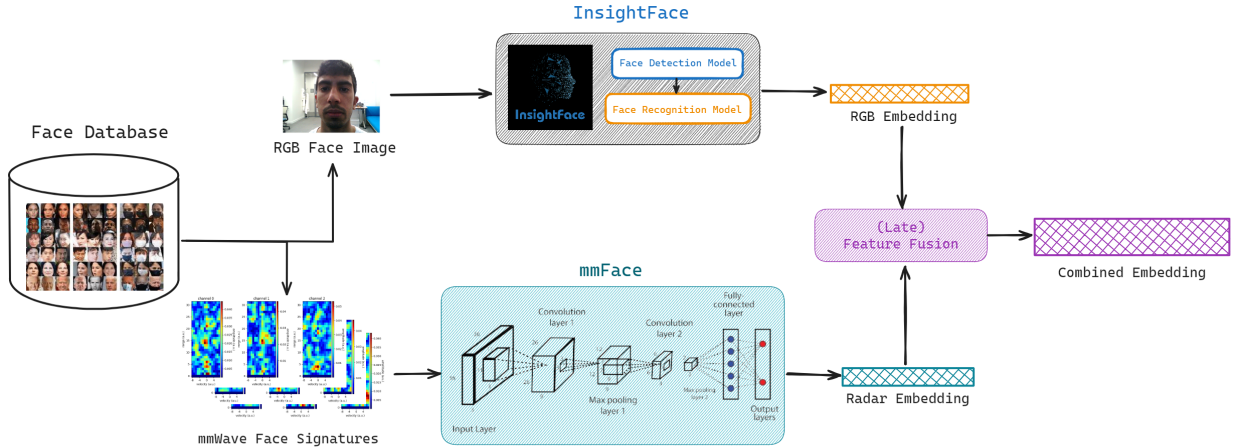 InsightFace
Face Detection Model
Face Recognition Model
InsightFace
RGB Face Image
RGB Embedding
Face Database
(Late)
Feature Fusion
Combined Embedding
mmFace
channel 0
channel 1
channel 2
Convolution
layer 1
Convolution
layer 2
Fully-
connected
layer
Input Layer
Max pooling
layer 1
Max pooling
layer 2
Output
layers
Radar Embedding
mmWave Face Signatures